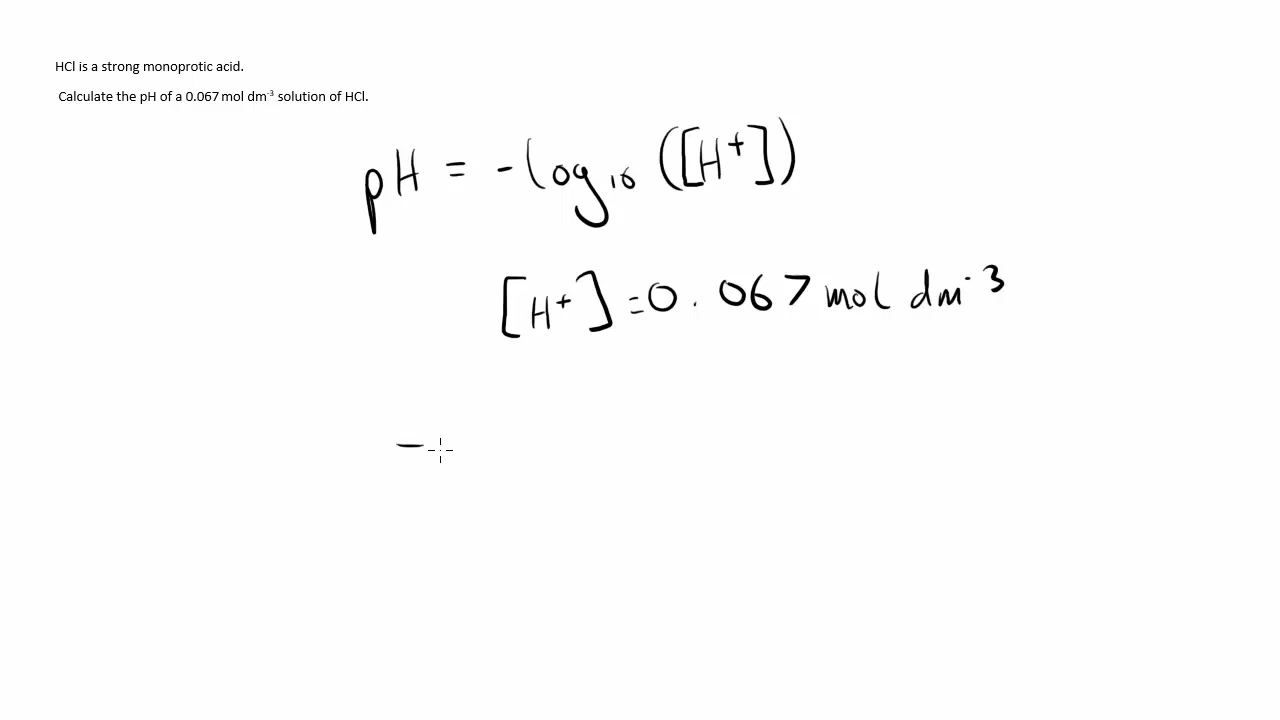 HCl is a strong monoprotic acid.
Calculate the pH of a 0.067 mol dm⁻³ solution of HCl.
pH = -log₁₀ ([H⁺])
[H⁺] = 0.067 mol dm⁻³
–